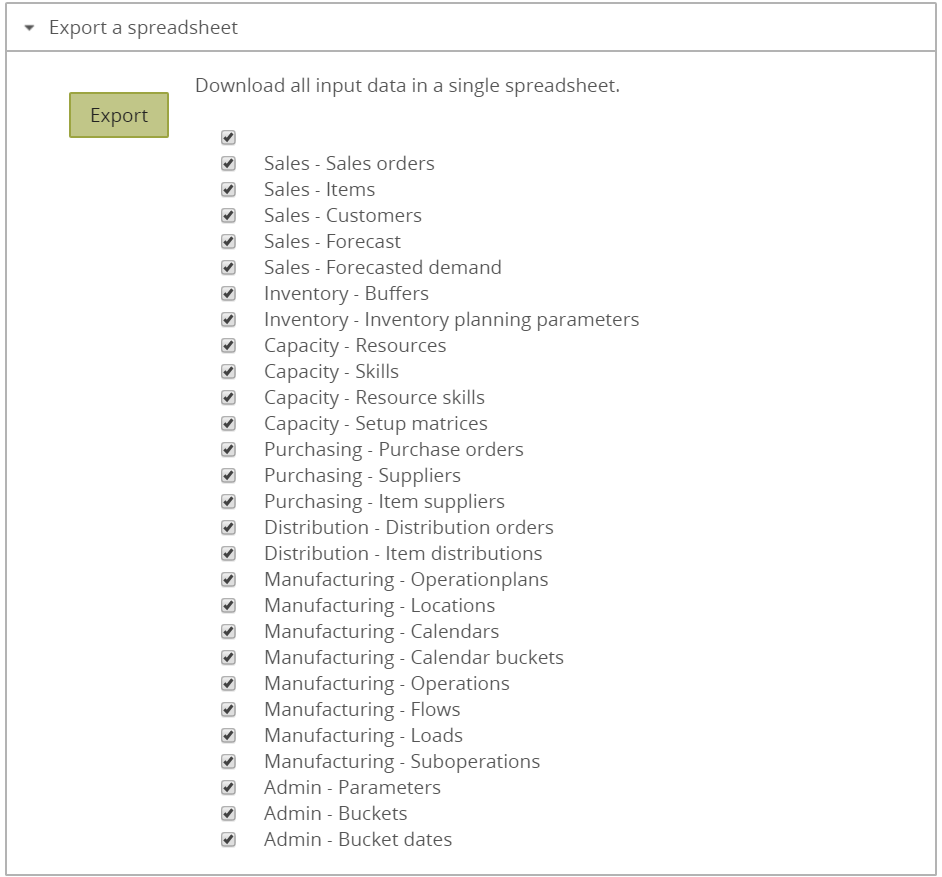 Export a spreadsheet
Download all input data in a single spreadsheet.
Export
Sales - Sales orders
Sales - Items
Sales - Customers
Sales - Forecast
Sales - Forecasted demand
Inventory - Buffers
Inventory - Inventory planning parameters
Capacity - Resources
Capacity - Skills
Capacity - Resource skills
Capacity - Setup matrices
Purchasing - Purchase orders
Purchasing - Suppliers
Purchasing - Item suppliers
Distribution - Distribution orders
Distribution - Item distributions
Manufacturing - Operationplans
Manufacturing - Locations
Manufacturing - Calendars
Manufacturing - Calendar buckets
Manufacturing - Operations
Manufacturing - Flows
Manufacturing - Loads
Manufacturing - Suboperations
Admin - Parameters
Admin - Buckets
Admin - Bucket dates